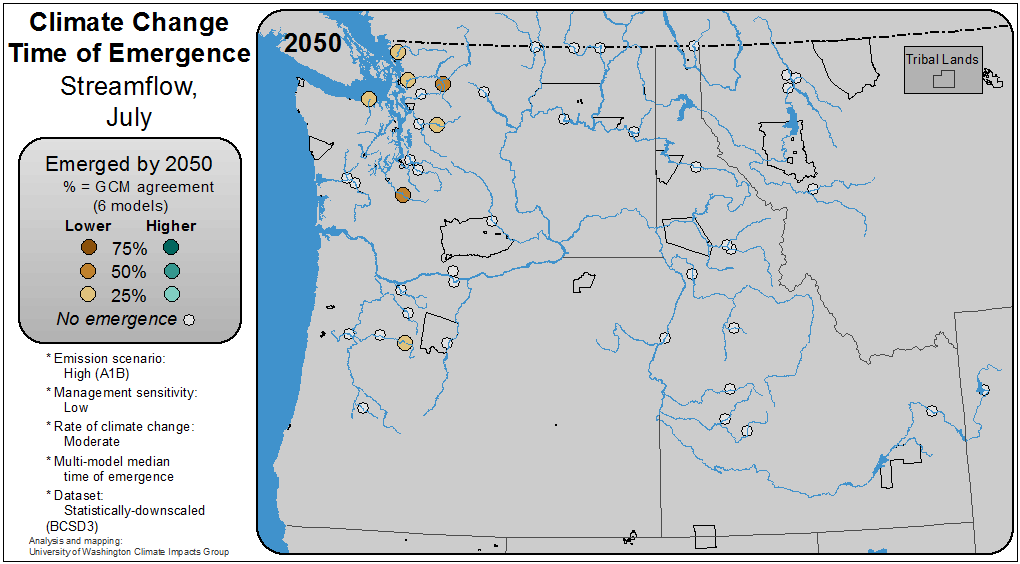 Climate Change
Time of Emergence
Streamflow,
July
Emerged by 2050
% = GCM agreement
(6 models)
Lower Higher
75%
50%
25%
No emergence
* Emission scenario:
High (A1B)
* Management sensitivity:
Low
* Rate of climate change:
Moderate
* Multi-model median
time of emergence
* Dataset:
Statistically-downscaled
(BCSD3)
Analysis and mapping:
University of Washington Climate Impacts Group
2050
Tribal Lands